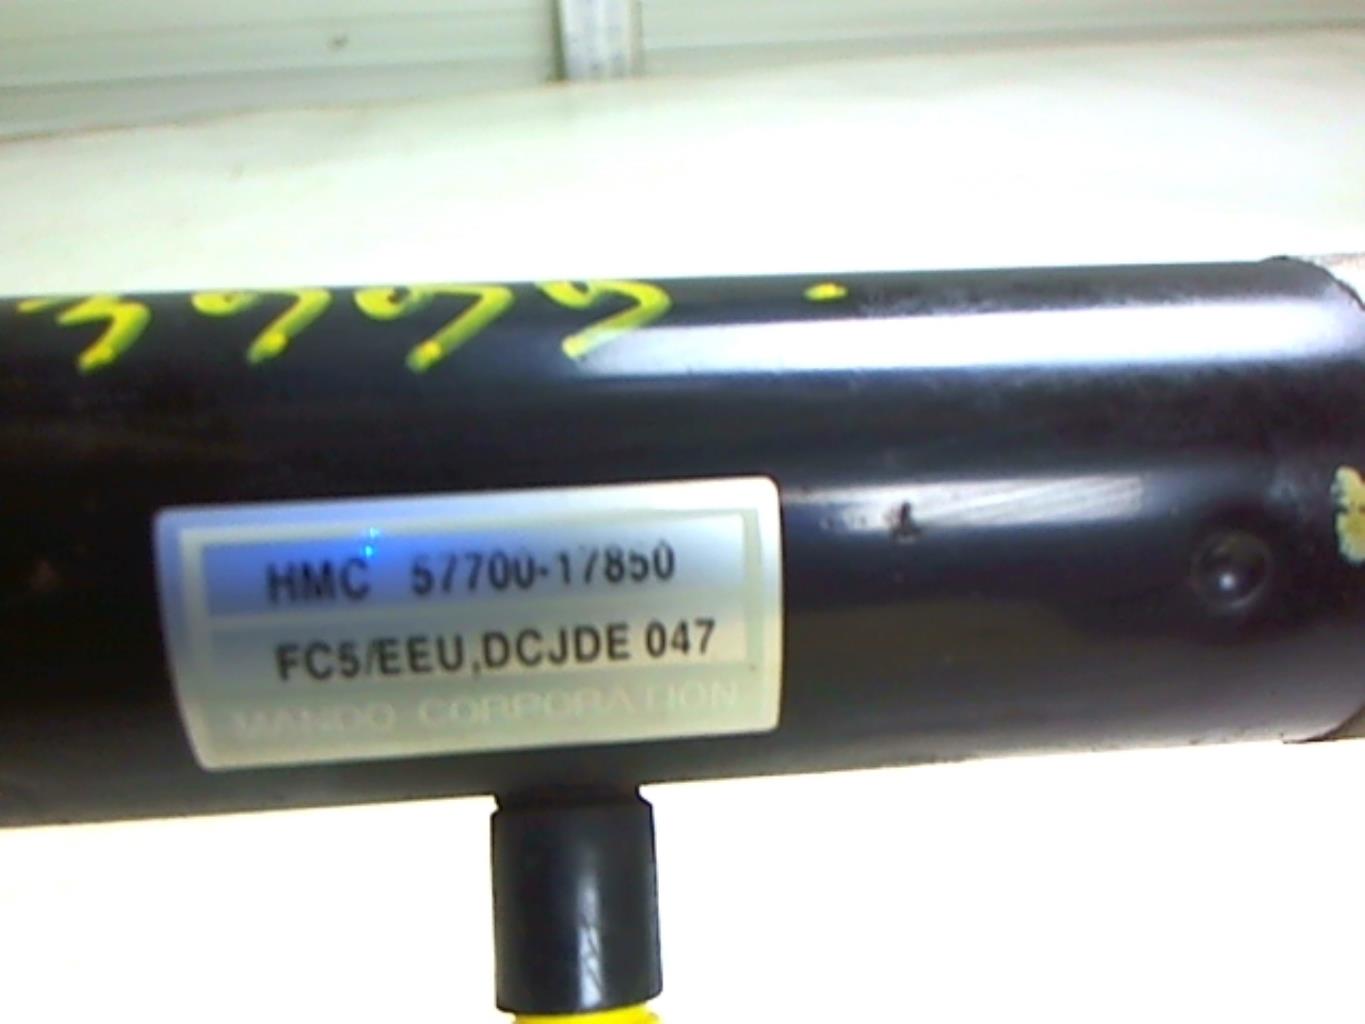 HMC 57700-17850
FC5/EEU,DCJDE 047
MANDO CORPORATION